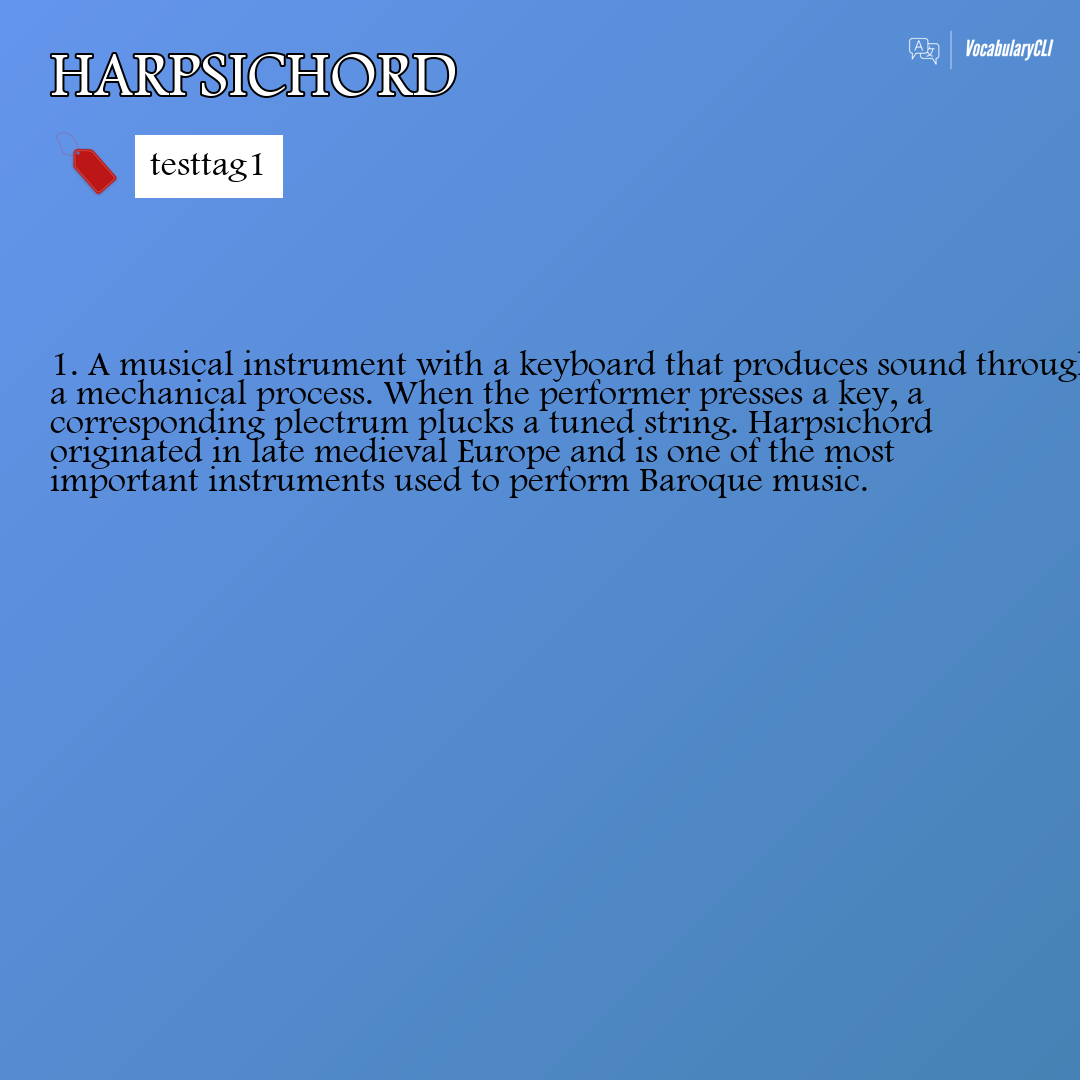 HARPSICHORD
VocabularyCLI
testtag1
1. A musical instrument with a keyboard that produces sound through
a mechanical process. When the performer presses a key, a
corresponding plectrum plucks a tuned string. Harpsichord
originated in late medieval Europe and is one of the most
important instruments used to perform Baroque music.